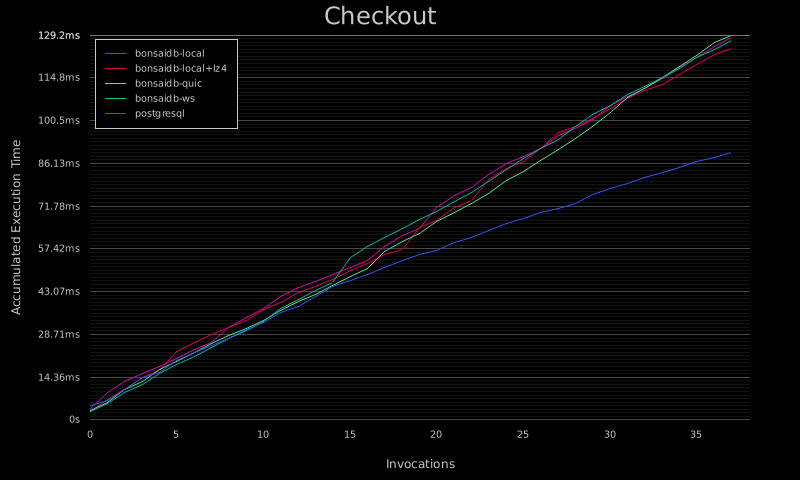 Checkout
129.2ms
114.8ms
100.5ms
86.13ms
71.78ms
57.42ms
43.07ms
28.71ms
14.36ms
0s
Accumulated Execution Time
bonsaidb-local
bonsaidb-local+lz4
bonsaidb-quic
bonsaidb-ws
postgresql
0 5 10 15 20 25 30 35
Invocations